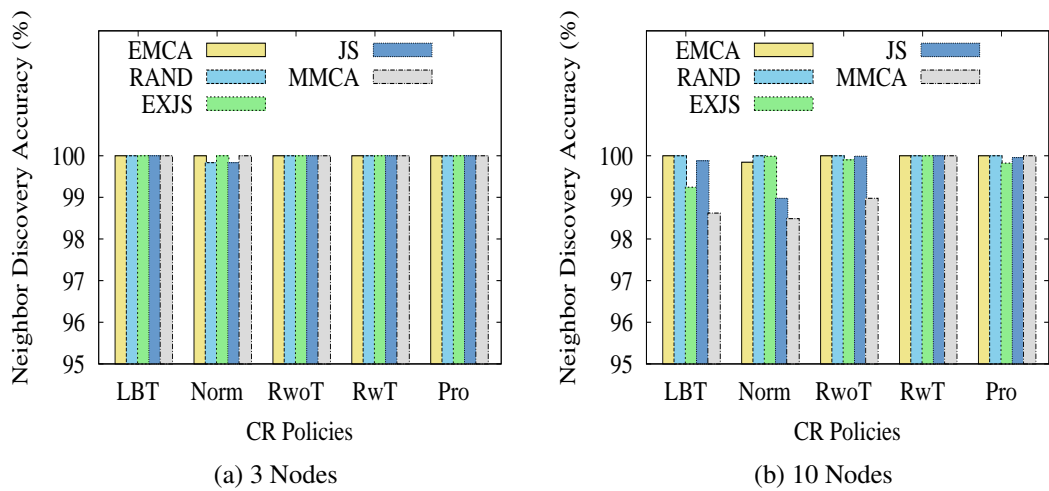 Neighbor Discovery Accuracy (%)
EMCA
RAND
EXJS
JS
MMCA
100
99
98
97
96
95
LBT Norm RwoT RwT Pro
CR Policies
(a) 3 Nodes
Neighbor Discovery Accuracy (%)
EMCA
RAND
EXJS
JS
MMCA
100
99
98
97
96
95
LBT Norm RwoT RwT Pro
CR Policies
(b) 10 Nodes